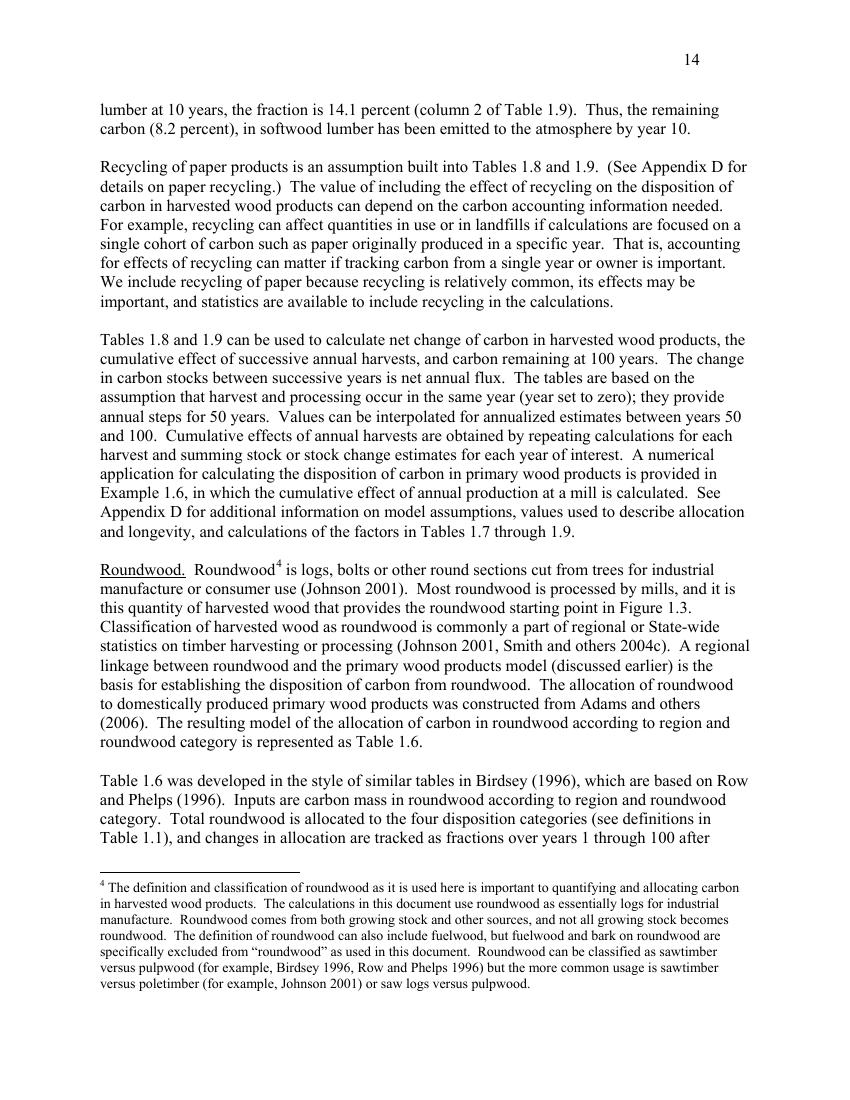 14
lumber at 10 years, the fraction is 14.1 percent (column 2 of Table 1.9).  Thus, the remaining
carbon (8.2 percent), in softwood lumber has been emitted to the atmosphere by year 10.
Recycling of paper products is an assumption built into Tables 1.8 and 1.9.  (See Appendix D for
details on paper recycling.)  The value of including the effect of recycling on the disposition of
carbon in harvested wood products can depend on the carbon accounting information needed.
For example, recycling can affect quantities in use or in landfills if calculations are focused on a
single cohort of carbon such as paper originally produced in a specific year.  That is, accounting
for effects of recycling can matter if tracking carbon from a single year or owner is important.
We include recycling of paper because recycling is relatively common, its effects may be
important, and statistics are available to include recycling in the calculations.
Tables 1.8 and 1.9 can be used to calculate net change of carbon in harvested wood products, the
cumulative effect of successive annual harvests, and carbon remaining at 100 years.  The change
in carbon stocks between successive years is net annual flux.  The tables are based on the
assumption that harvest and processing occur in the same year (year set to zero); they provide
annual steps for 50 years.  Values can be interpolated for annualized estimates between years 50
and 100.  Cumulative effects of annual harvests are obtained by repeating calculations for each
harvest and summing stock or stock change estimates for each year of interest.  A numerical
application for calculating the disposition of carbon in primary wood products is provided in
Example 1.6, in which the cumulative effect of annual production at a mill is calculated.  See
Appendix D for additional information on model assumptions, values used to describe allocation
and longevity, and calculations of the factors in Tables 1.7 through 1.9.
Roundwood.  Roundwood4 is logs, bolts or other round sections cut from trees for industrial
manufacture or consumer use (Johnson 2001).  Most roundwood is processed by mills, and it is
this quantity of harvested wood that provides the roundwood starting point in Figure 1.3.
Classification of harvested wood as roundwood is commonly a part of regional or State-wide
statistics on timber harvesting or processing (Johnson 2001, Smith and others 2004c).  A regional
linkage between roundwood and the primary wood products model (discussed earlier) is the
basis for establishing the disposition of carbon from roundwood.  The allocation of roundwood
to domestically produced primary wood products was constructed from Adams and others
(2006).  The resulting model of the allocation of carbon in roundwood according to region and
roundwood category is represented as Table 1.6.
Table 1.6 was developed in the style of similar tables in Birdsey (1996), which are based on Row
and Phelps (1996).  Inputs are carbon mass in roundwood according to region and roundwood
category.  Total roundwood is allocated to the four disposition categories (see definitions in
Table 1.1), and changes in allocation are tracked as fractions over years 1 through 100 after
4 The definition and classification of roundwood as it is used here is important to quantifying and allocating carbon
in harvested wood products.  The calculations in this document use roundwood as essentially logs for industrial
manufacture.  Roundwood comes from both growing stock and other sources, and not all growing stock becomes
roundwood.  The definition of roundwood can also include fuelwood, but fuelwood and bark on roundwood are
specifically excluded from “roundwood” as used in this document.  Roundwood can be classified as sawtimber
versus pulpwood (for example, Birdsey 1996, Row and Phelps 1996) but the more common usage is sawtimber
versus poletimber (for example, Johnson 2001) or saw logs versus pulpwood.